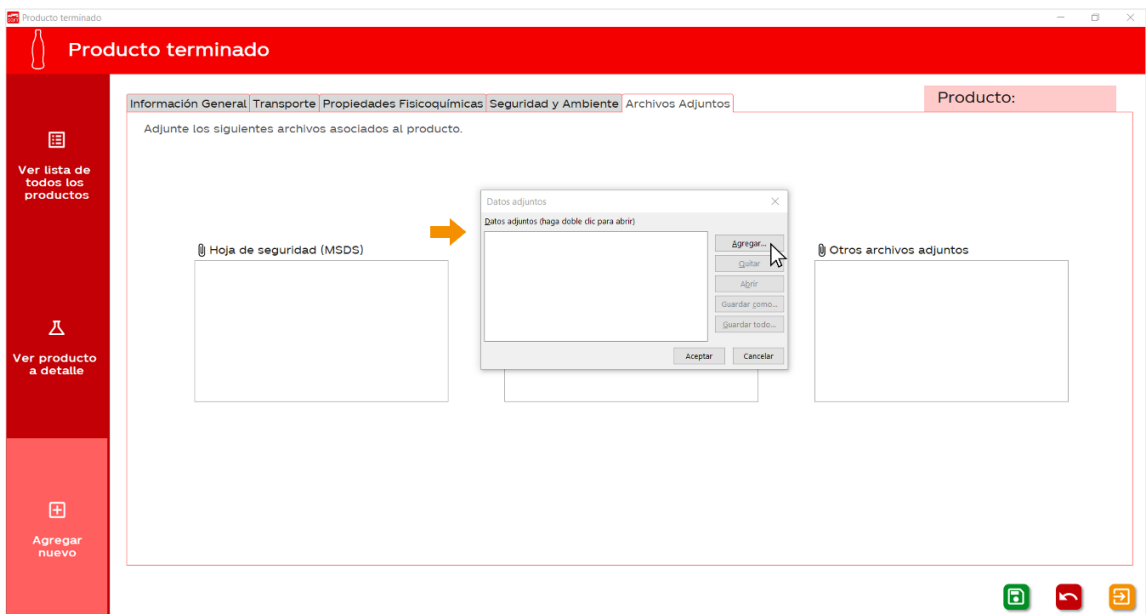 Producto terminado
Producto terminado
Información General Transporte Propiedades Fisicoquímicas Seguridad y Ambiente Archivos Adjuntos
Producto:
Adjunte los siguientes archivos asociados al producto.
Ver lista de
todos los
productos
Ver producto
a detalle
Agregar
nuevo
Hoja de seguridad (MSDS)
Datos adjuntos
Datos adjuntos (haga doble clic para abrir)
Agregar...
Quitar
Abrir
Guardar como...
Guardar todo...
Aceptar
Cancelar
Otros archivos adjuntos